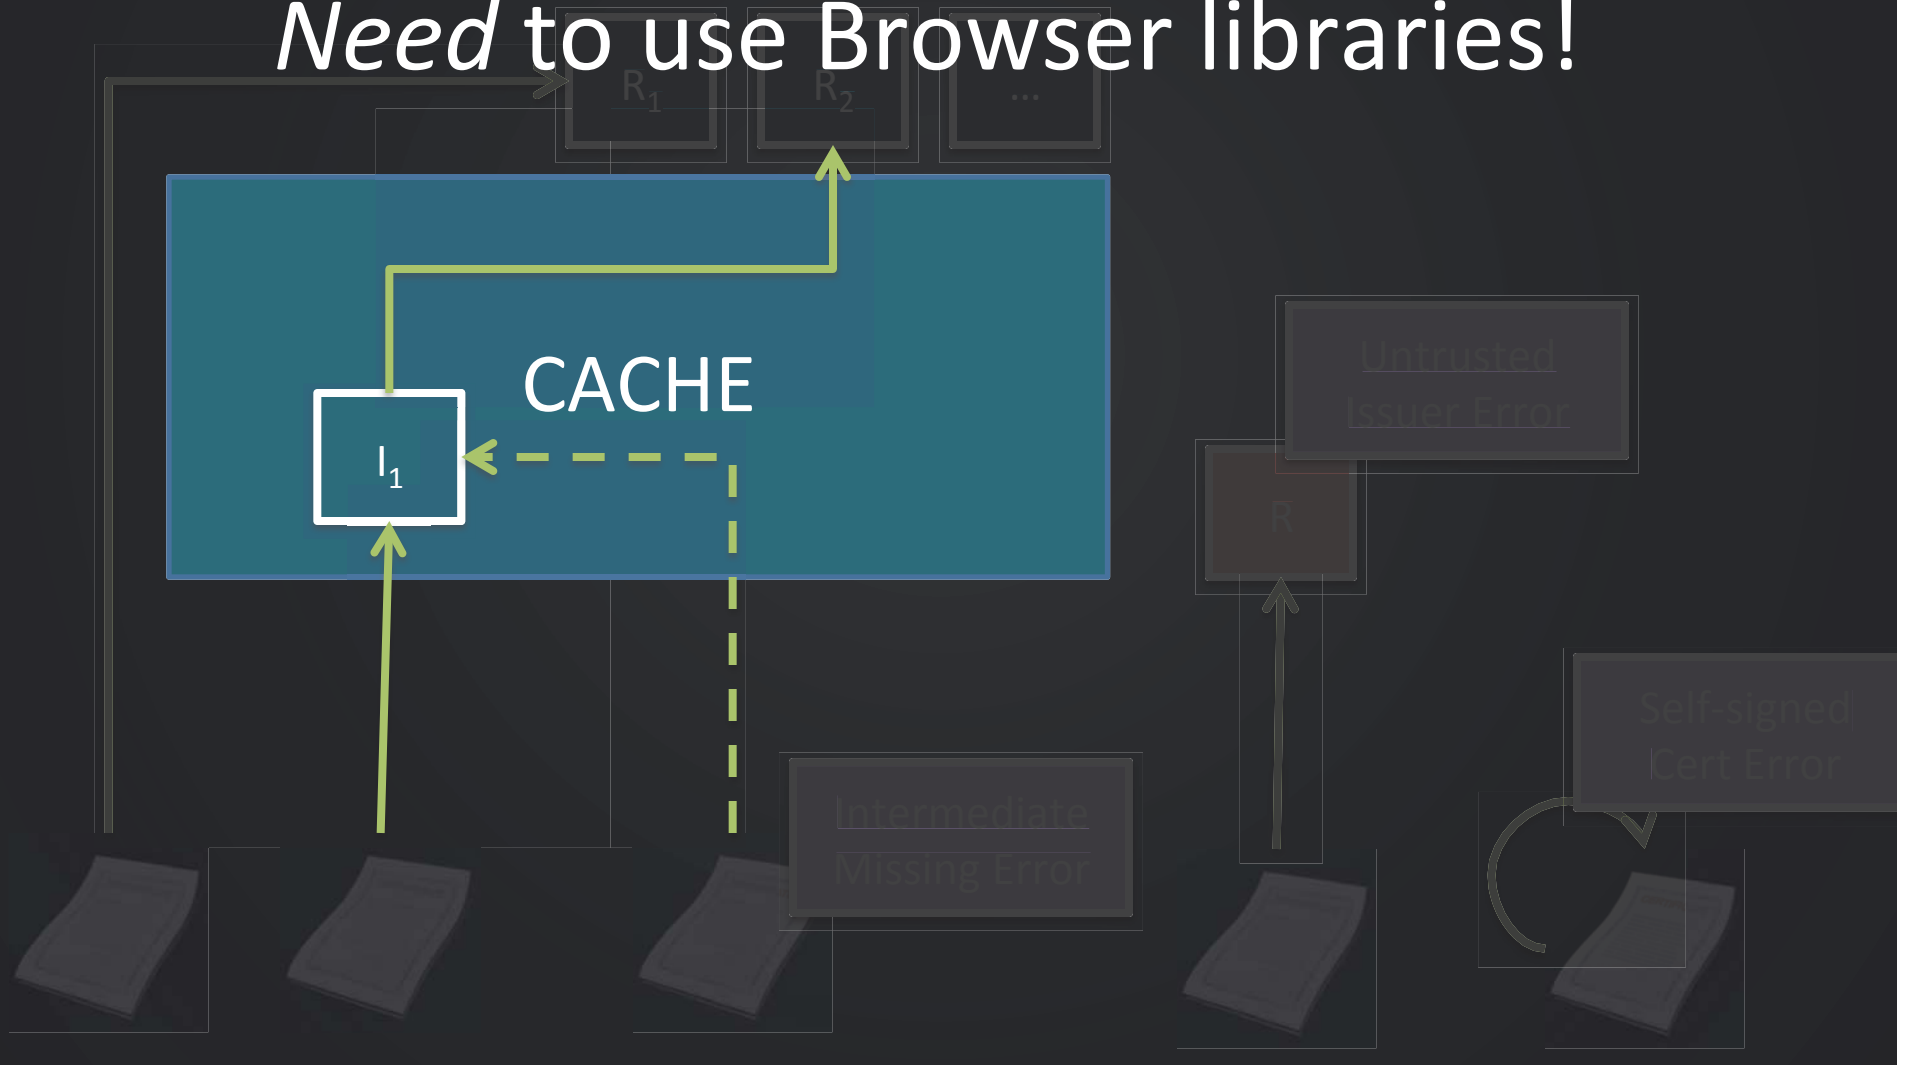 Need to use Browser libraries!
R1
R2
...
CACHE
I1
Untrusted
Issuer Error
R
Self-signed
Cert Error
Intermediate
Missing Error